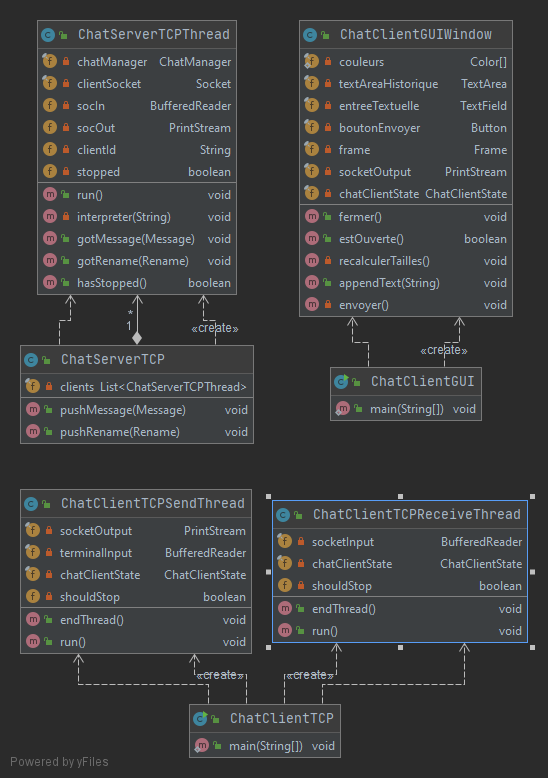 ChatServerTCPThread
chatManager ChatManager
clientSocket Socket
socIn BufferedReader
socOut PrintStream
clientId String
stopped boolean
run() void
interpreter(String) void
gotMessage(Message) void
gotRename(Rename) void
hasStopped() boolean
ChatClientGUIWindow
couleurs Color[]
textAreaHistorique TextArea
entreeTextuelle TextField
boutonEnvoyer Button
frame Frame
socketOutput PrintStream
chatClientState ChatClientState
fermer() void
estOuverte() boolean
recalculerTailles() void
appendText(String) void
envoyer() void
*
1
«create»
«create»
ChatServerTCP
clients List<ChatServerTCPThread>
pushMessage(Message) void
pushRename(Rename) void
ChatClientGUI
main(String[]) void
ChatClientTCPSendThread
socketOutput PrintStream
terminalInput BufferedReader
chatClientState ChatClientState
shouldStop boolean
endThread() void
run() void
ChatClientTCPReceiveThread
socketInput BufferedReader
chatClientState ChatClientState
shouldStop boolean
endThread() void
run() void
«create»
«create»
ChatClientTCP
main(String[]) void
Powered by yFiles